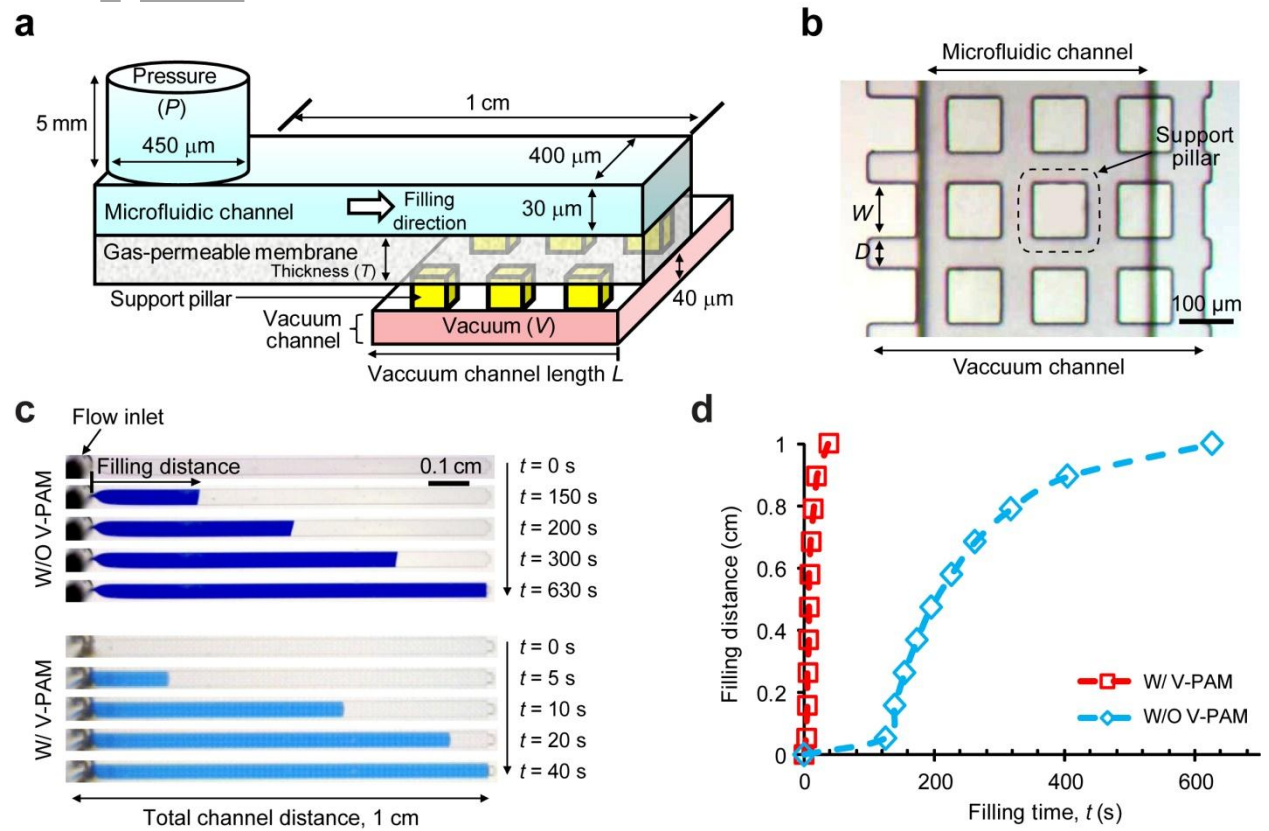 a
Pressure
(P)
5 mm
450 μm
1 cm
400 μm
Microfluidic channel
Filling
direction
30 μm
Gas-permeable membrane
Thickness (T)
Support pillar
40 μm
Vacuum
channel
Vacuum (V)
Vaccuum channel length L
b
Microfluidic channel
Support
pillar
W
D
100 μm
Vaccuum channel
c
Flow inlet
W/O V-PAM
Filling distance
0.1 cm
t = 0 s
t = 150 s
t = 200 s
t = 300 s
t = 630 s
W/ V-PAM
t = 0 s
t = 5 s
t = 10 s
t = 20 s
t = 40 s
Total channel distance, 1 cm
d
Filling distance (cm)
1
0.8
0.6
0.4
0.2
0
W/ V-PAM
W/O V-PAM
0 200 400 600
Filling time, t (s)